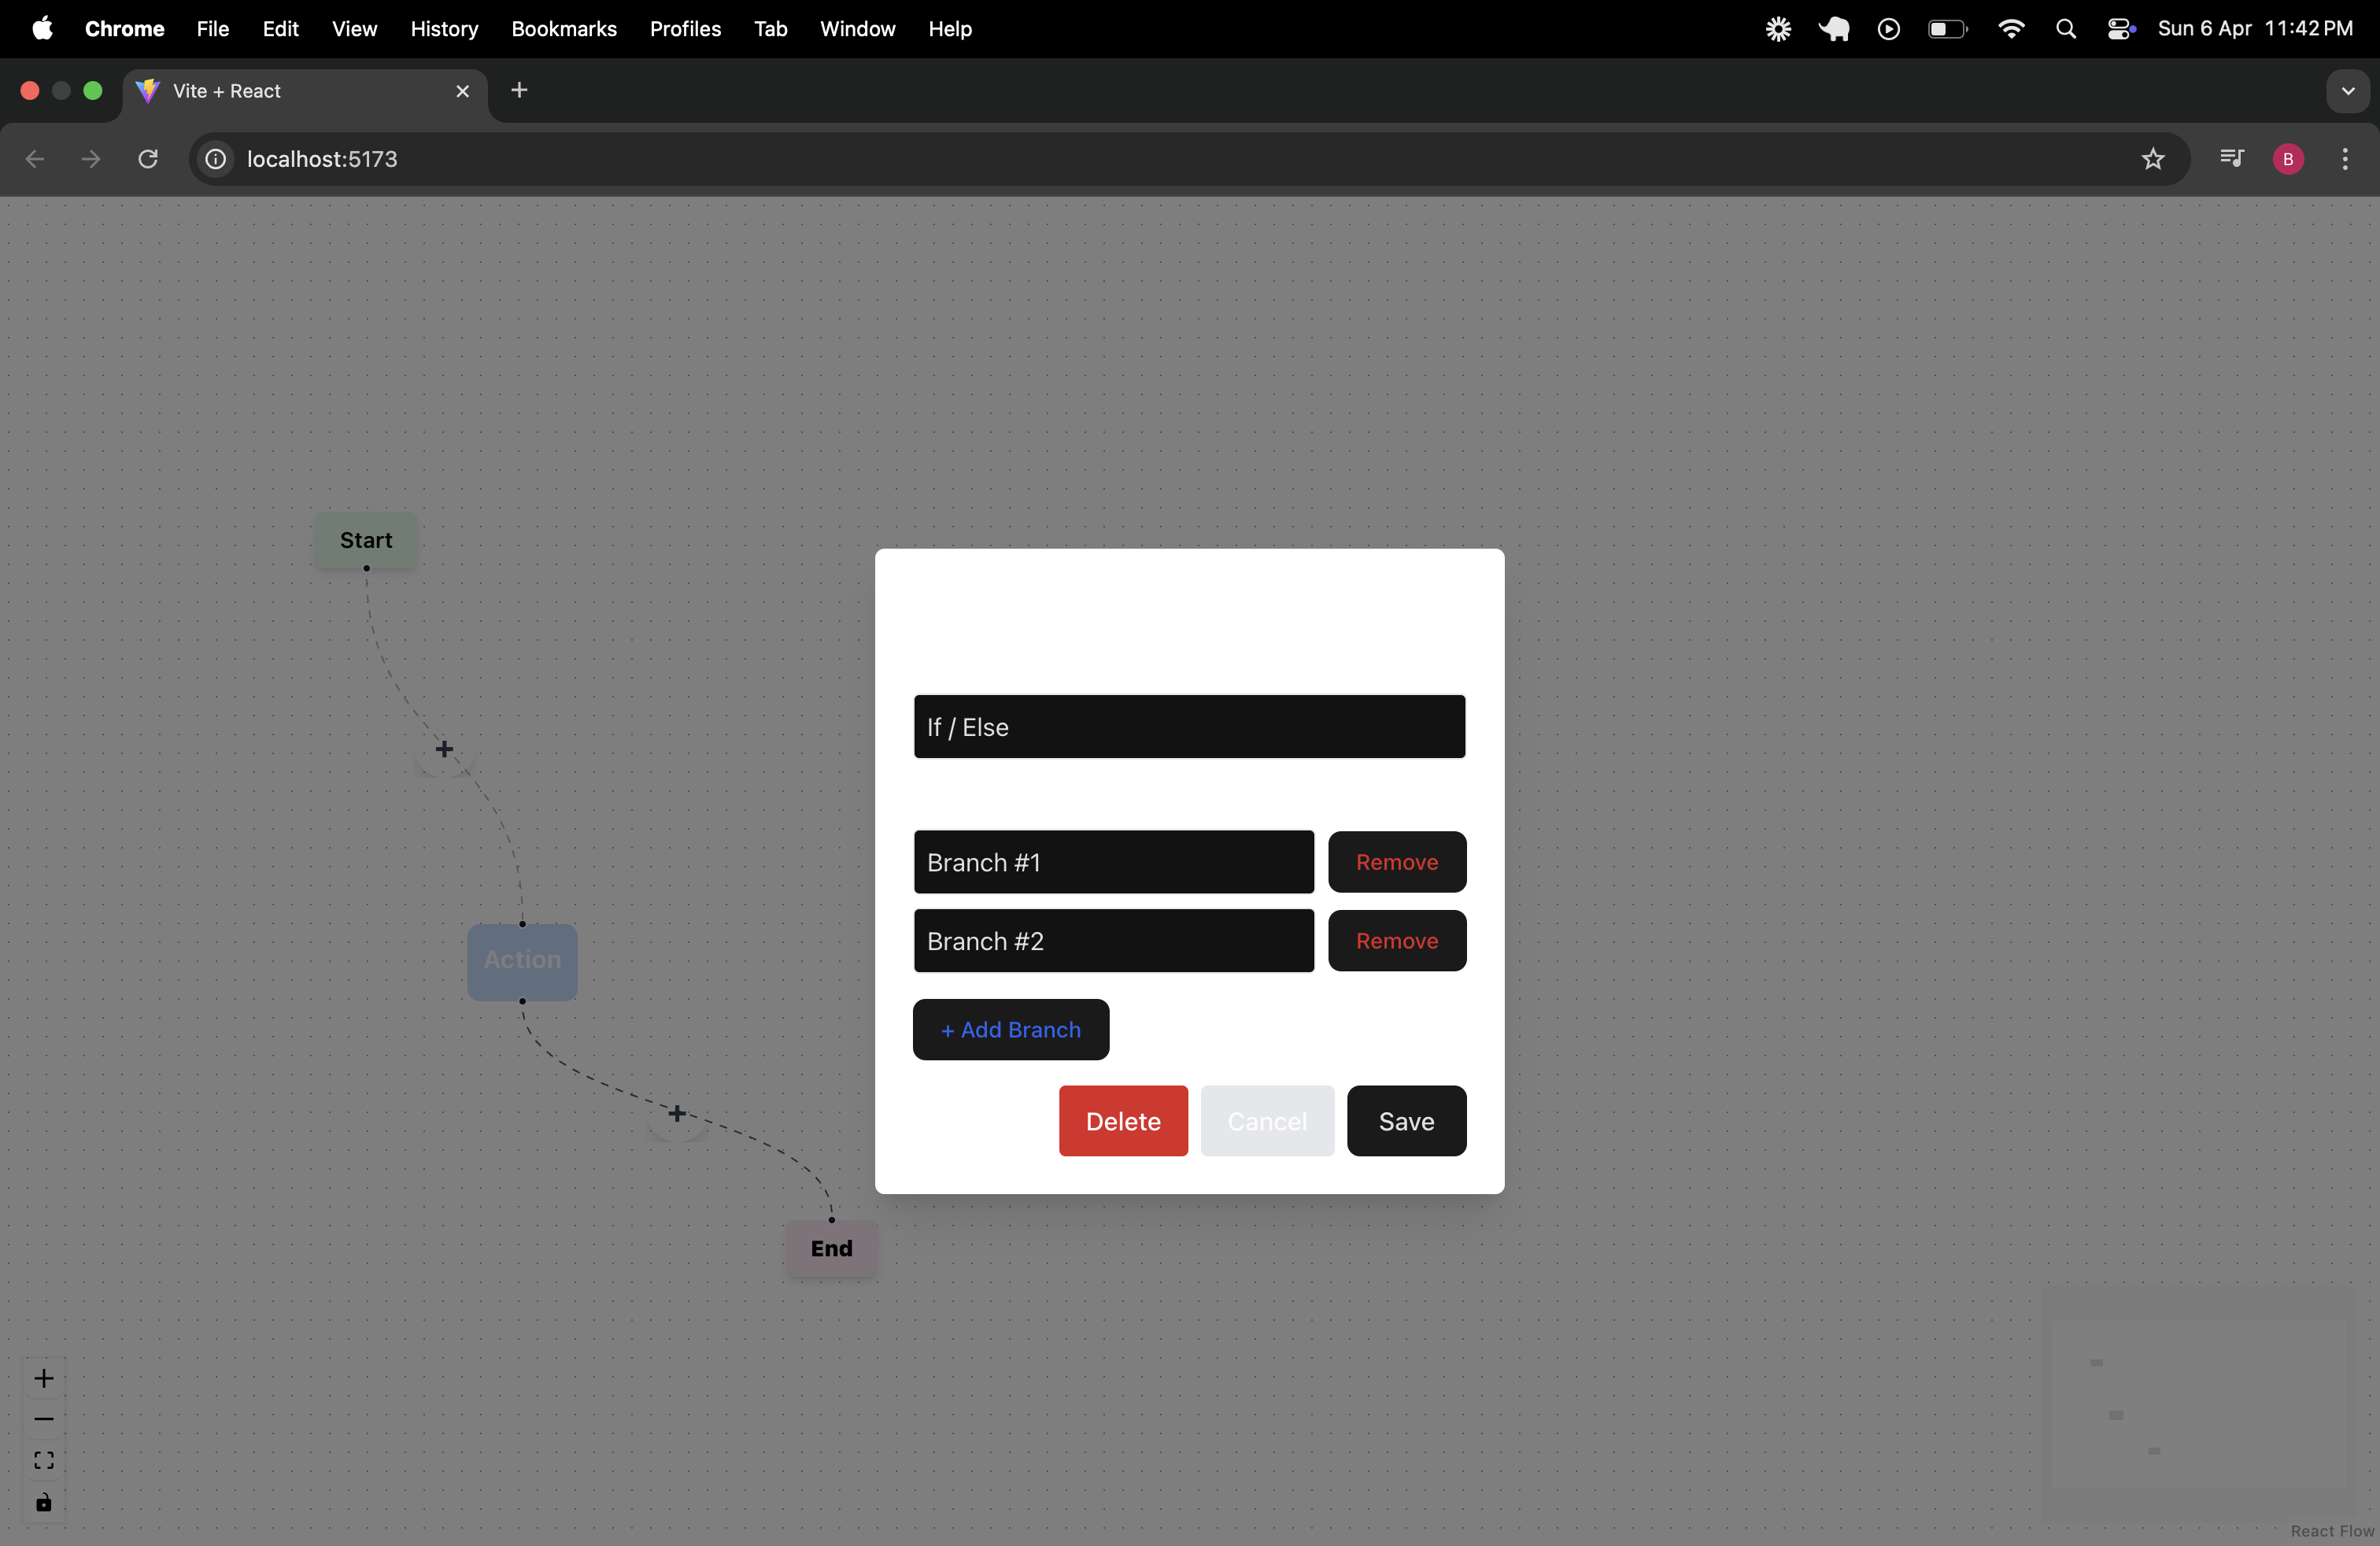 Chrome File Edit View History Bookmarks Profiles Tab Window Help Sun 6 Apr 11:42 PM
Vite + React
localhost:5173 B
Start
If / Else
Branch #1 Remove
Branch #2 Remove
Action
+ Add Branch
Delete Cancel Save
End
React Flow